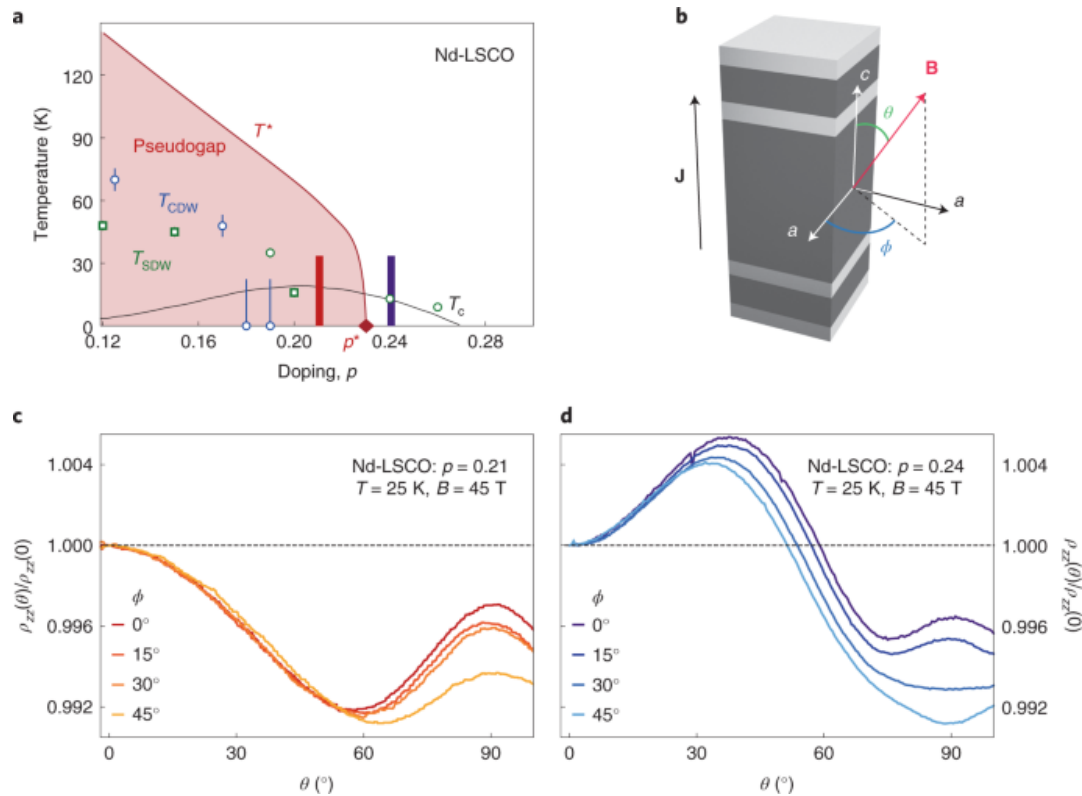 a
Nd-LSCO
Temperature (K)
120
90
60
30
0
T*
Pseudogap
T_CDW
T_SDW
T_c
p*
0.12
0.16
0.20
0.24
0.28
Doping, p
b
J
c
B
θ
a
a
ϕ
c
Nd-LSCO: p = 0.21
T = 25 K, B = 45 T
ρzz(θ)/ρzz(0)
1.004
1.000
0.996
0.992
ϕ
0°
15°
30°
45°
0
30
60
90
θ (°)
d
Nd-LSCO: p = 0.24
T = 25 K, B = 45 T
1.004
1.000
0.996
0.992
ρzz(θ)/ρzz(0)
ϕ
0°
15°
30°
45°
0
30
60
90
θ (°)